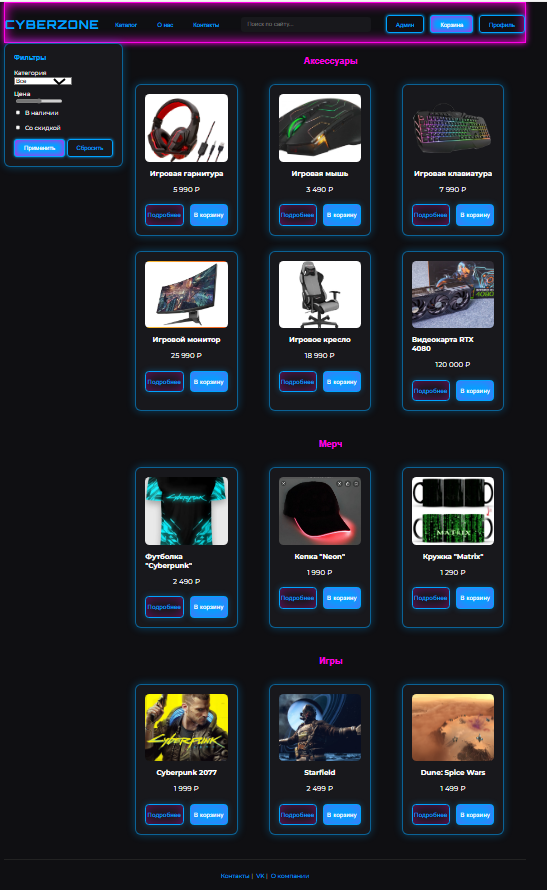 CYBERZONE
Каталог
О нас
Контакты
Поиск по сайту...
Админ
Корзина
Профиль
Фильтры
Категория
Все
Цена
В наличии
Со скидкой
Применить
Сбросить
Аксессуары
Игровая гарнитура
5 990 ₽
Подробнее
В корзину
Игровая мышь
3 490 ₽
Подробнее
В корзину
Игровая клавиатура
7 990 ₽
Подробнее
В корзину
Игровой монитор
25 990 ₽
Подробнее
В корзину
Игровое кресло
18 990 ₽
Подробнее
В корзину
4080
Видеокарта RTX
4080
120 000 ₽
Подробнее
В корзину
Мерч
Cyberpunk
Футболка
"Cyberpunk"
2 490 ₽
Подробнее
В корзину
Кепка "Neon"
1 990 ₽
Подробнее
В корзину
MATRIX
Кружка "Matrix"
1 290 ₽
Подробнее
В корзину
Игры
Cyberpunk
Cyberpunk 2077
1 999 ₽
Подробнее
В корзину
Starfield
2 499 ₽
Подробнее
В корзину
Dune: Spice Wars
1 499 ₽
Подробнее
В корзину
Контакты | VK | О компании